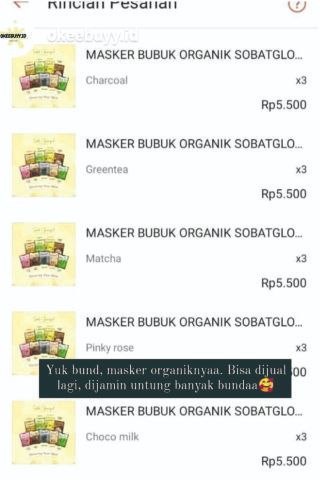 Rincian Pesanan
OKEEBUYY.ID
okeebuyy.id
MASKER BUBUK ORGANIK SOBATGLO...
Charcoal
x3
Rp5.500
MASKER BUBUK ORGANIK SOBATGLO...
Greentea
x3
Rp5.500
MASKER BUBUK ORGANIK SOBATGLO...
Matcha
x3
Rp5.500
MASKER BUBUK ORGANIK SOBATGLO...
Pinky rose
x3
00
Yuk bund, masker organiknyaa. Bisa dijual
lagi, dijamin untung banyak bundaa🥰
MASKER BUBUK ORGANIK SOBATGLO...
Choco milk
x3
Rp5.500